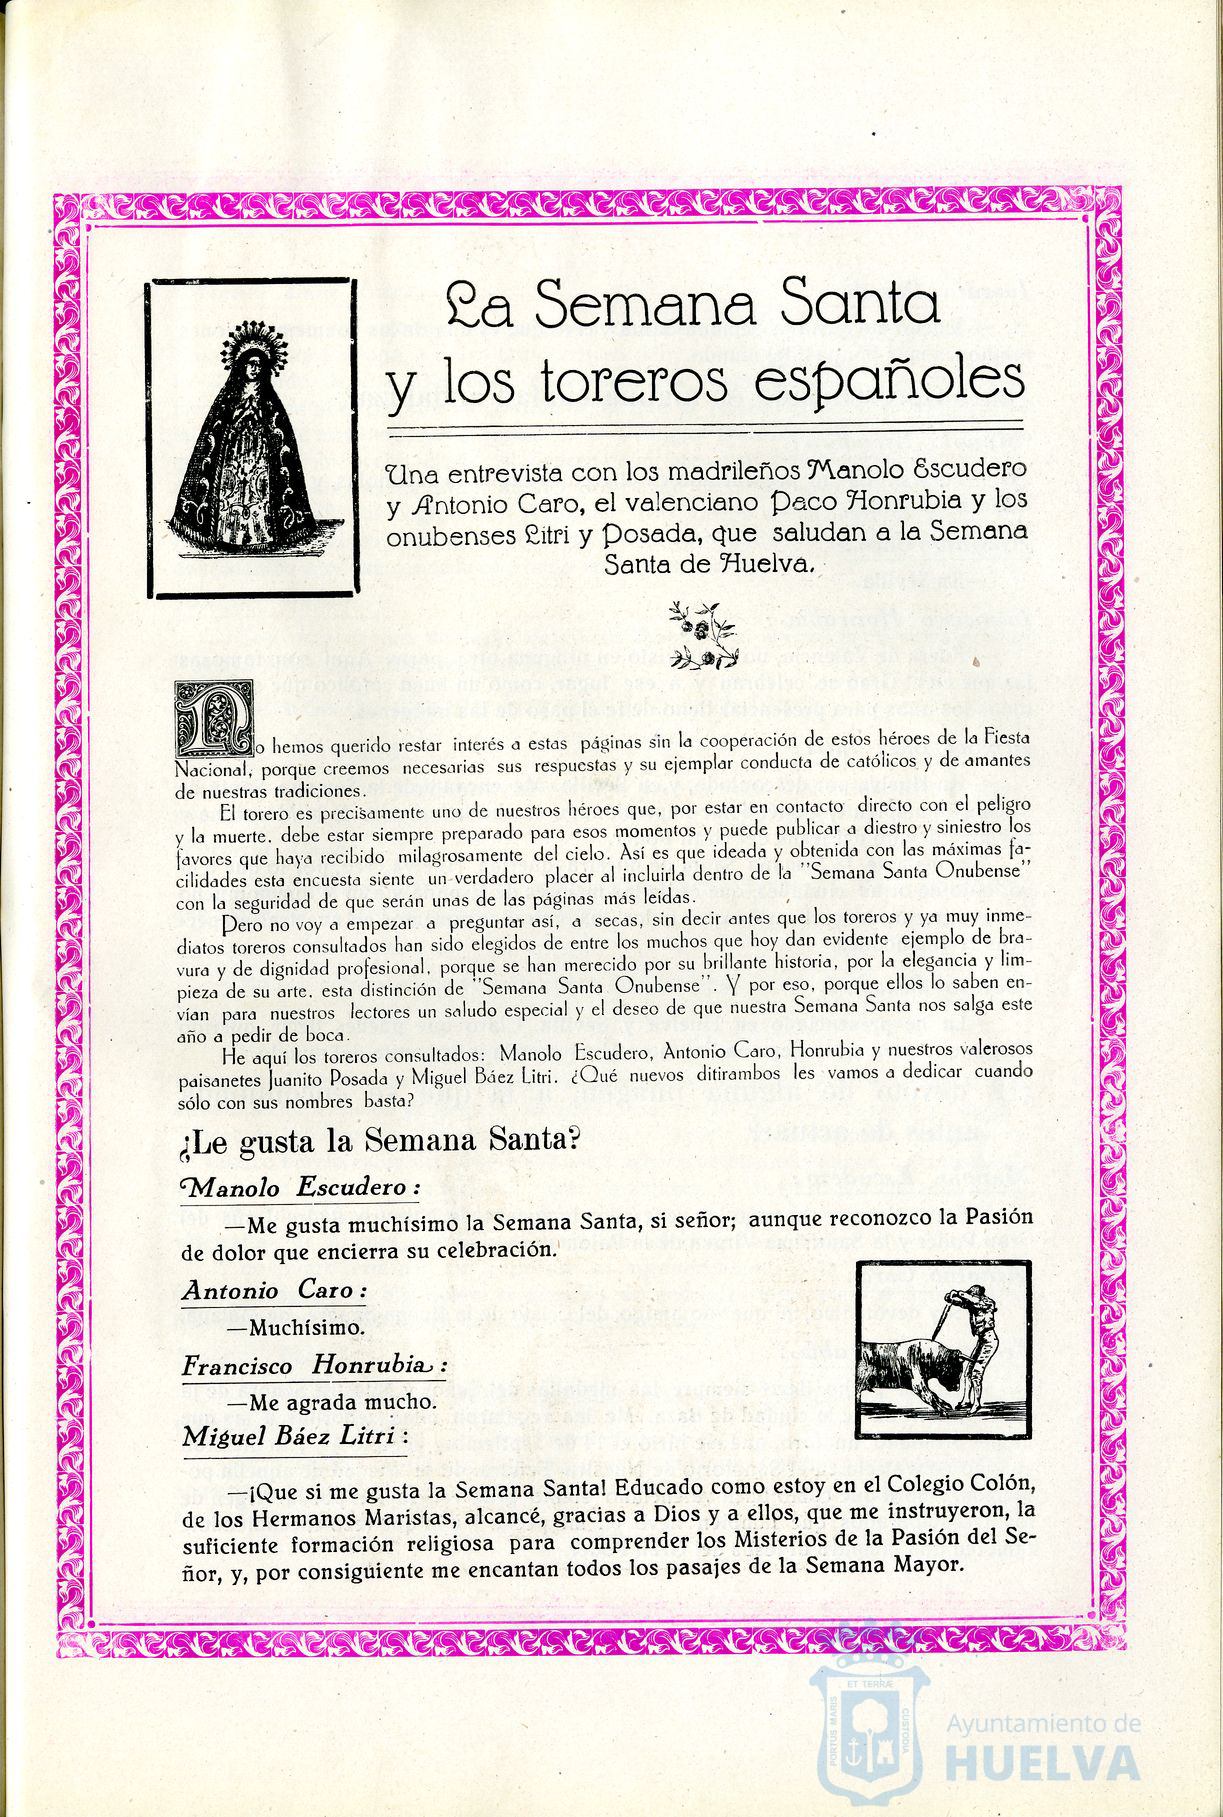 La Semana Santa
y los toreros españoles
Una entrevista con los madrileños Manolo Escudero
y Antonio Caro, el valenciano Paco Honrubia y los
onubenses Litri y Posada, que saludan a la Semana
Santa de Huelva.
No hemos querido restar interés a estas páginas sin la cooperación de estos héroes de la Fiesta
Nacional, porque creemos necesarias sus respuestas y su ejemplar conducta de católicos y de amantes
de nuestras tradiciones.
El torero es precisamente uno de nuestros héroes que, por estar en contacto directo con el peligro
y la muerte. debe estar siempre preparado para esos momentos y puede publicar a diestro y siniestro los
favores que haya recibido milagrosamente del cielo. Así es que ideada y obtenida con las máximas fa-
cilidades esta encuesta siente un verdadero placer al incluirla dentro de la "Semana Santa Onubense"
con la seguridad de que serán unas de las páginas más leídas.
Pero no voy a empezar a preguntar así, a secas, sin decir antes que los toreros y ya muy inme-
diatos toreros consultados han sido elegidos de entre los muchos que hoy dan evidente ejemplo de bra-
vura y de dignidad profesional, porque se han merecido por su brillante historia, por la elegancia y lim-
pieza de su arte. esta distinción de "Semana Santa Onubense". Y por eso, porque ellos lo saben en-
vían para nuestros lectores un saludo especial y el deseo de que nuestra Semana Santa nos salga este
año a pedir de boca.
He aquí los toreros consultados: Manolo Escudero, Antonio Caro, Honrubia y nuestros valerosos
paisanetes Juanito Posada y Miguel Báez Litri. ¿Qué nuevos ditirambos les vamos a dedicar cuando
sólo con sus nombres basta?
¿Le gusta la Semana Santa?
Manolo Escudero:
—Me gusta muchísimo la Semana Santa, si señor; aunque reconozco la Pasión
de dolor que encierra su celebración.
Antonio Caro:
—Muchísimo.
Francisco Honrubia:
—Me agrada mucho.
Miguel Báez Litri:
—¡Que si me gusta la Semana Santa! Educado como estoy en el Colegio Colón,
de los Hermanos Maristas, alcancé, gracias a Dios y a ellos, que me instruyeron, la
suficiente formación religiosa para comprender los Misterios de la Pasión del Se-
ñor, y, por consiguiente me encantan todos los pasajes de la Semana Mayor.
PORTUS MARIS
ET TERRÆ
CUSTODIA
Ayuntamiento de
HUELVA